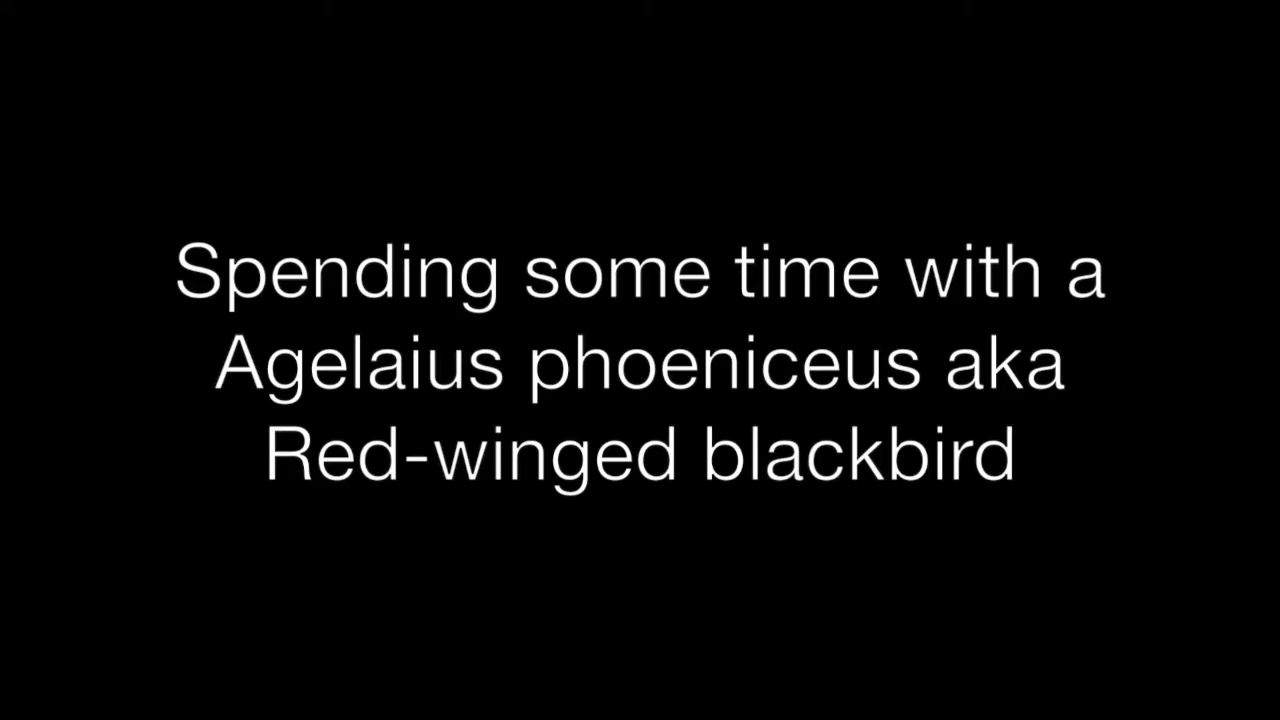 Spending some time with a
Agelaius phoeniceus aka
Red-winged blackbird